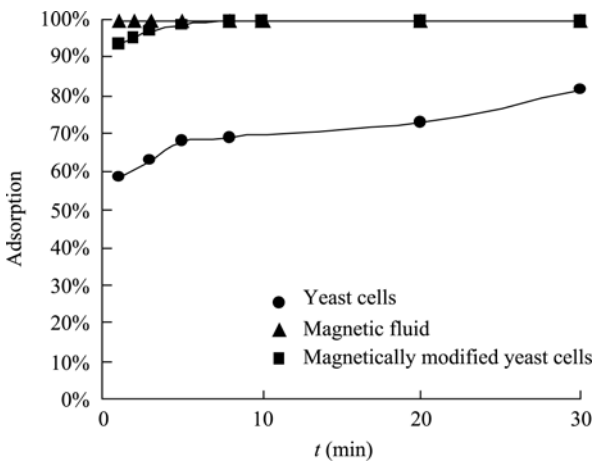 100%
90%
80%
70%
60%
50%
40%
30%
20%
10%
0%
Adsorption
Yeast cells
Magnetic fluid
Magnetically modified yeast cells
0 10 20 30
t (min)